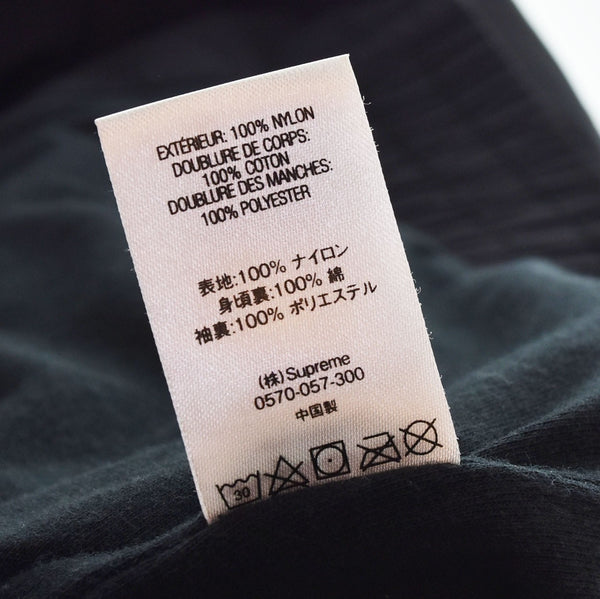 EXTÉRIEUR: 100% NYLON
DOUBLURE DE CORPS:
100% COTON
DOUBLURE DES MANCHES:
100% POLYESTER
表地:100% ナイロン
身頃裏:100% 綿
袖裏:100% ポリエステル
(株)Supreme
0570-057-300
中国製
30